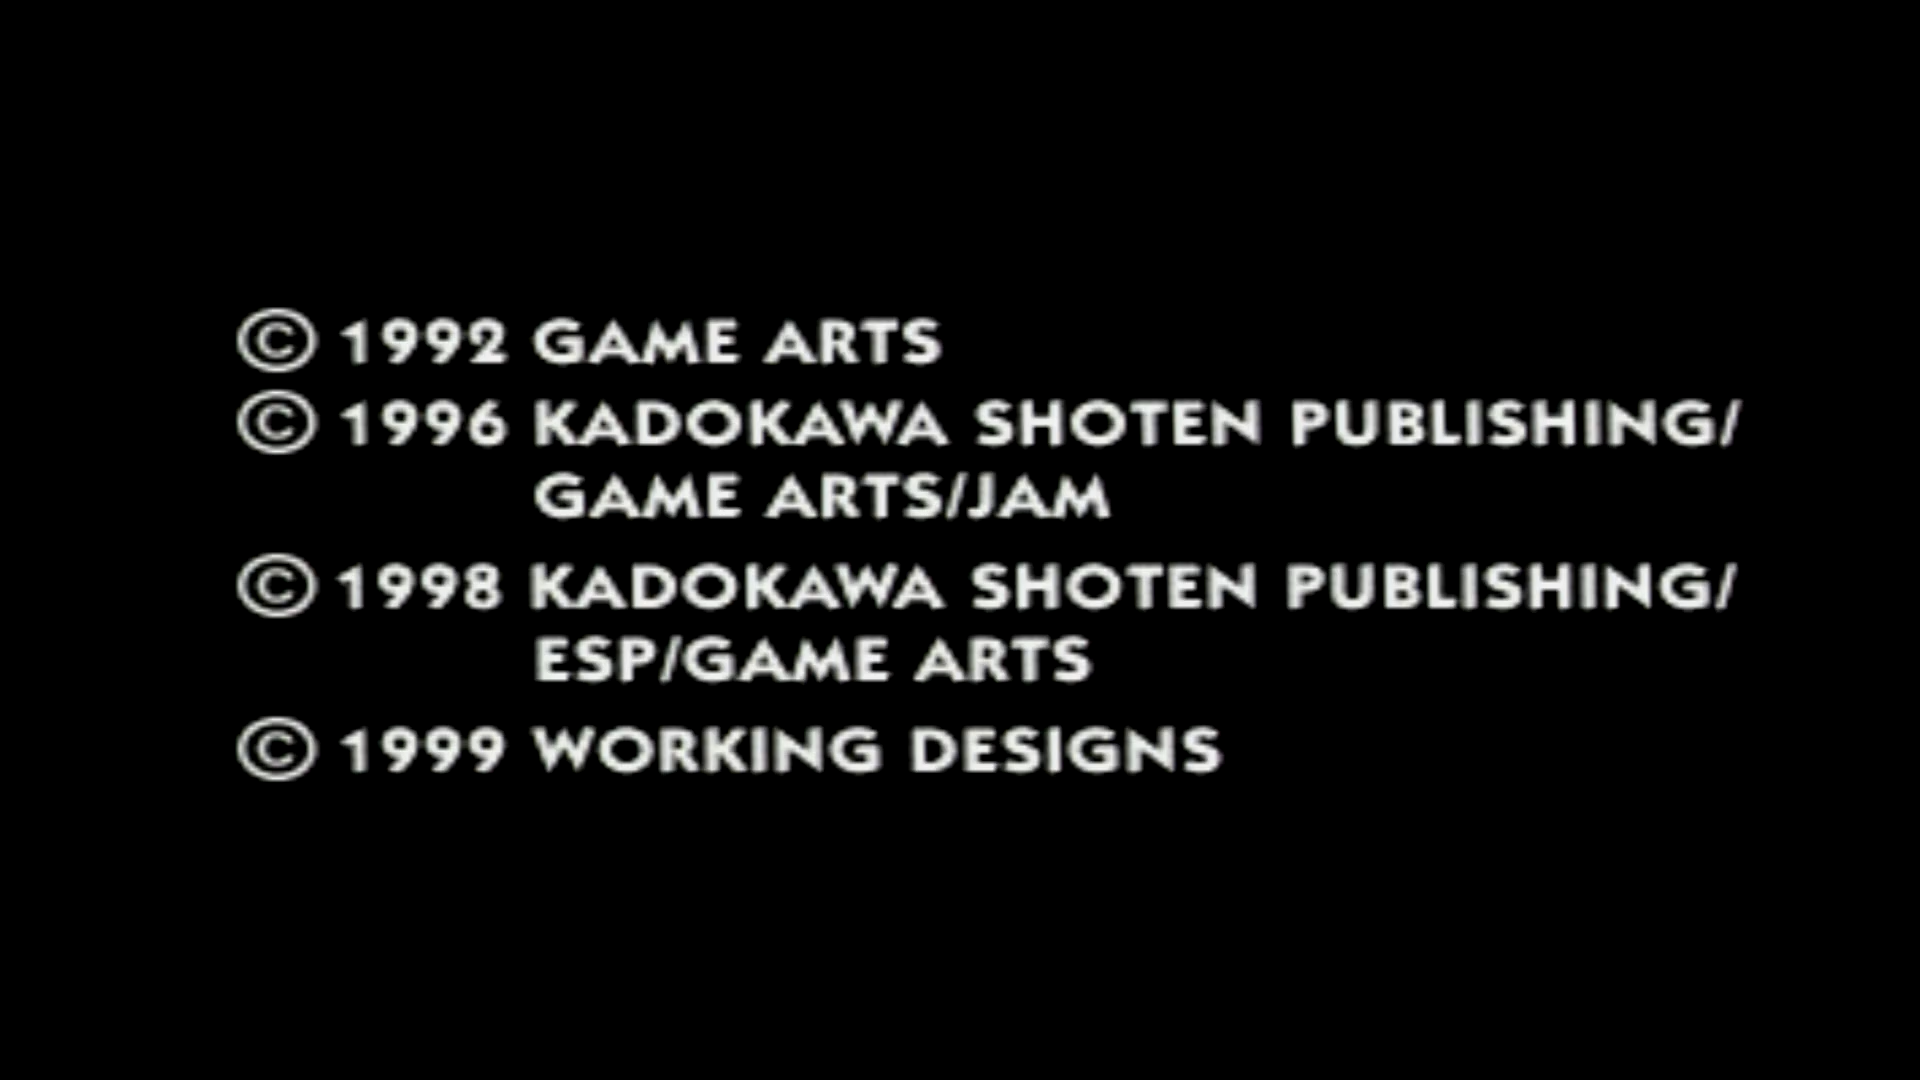 © 1992 GAME ARTS
© 1996 KADOKAWA SHOTEN PUBLISHING/
GAME ARTS/JAM
© 1998 KADOKAWA SHOTEN PUBLISHING/
ESP/GAME ARTS
© 1999 WORKING DESIGNS